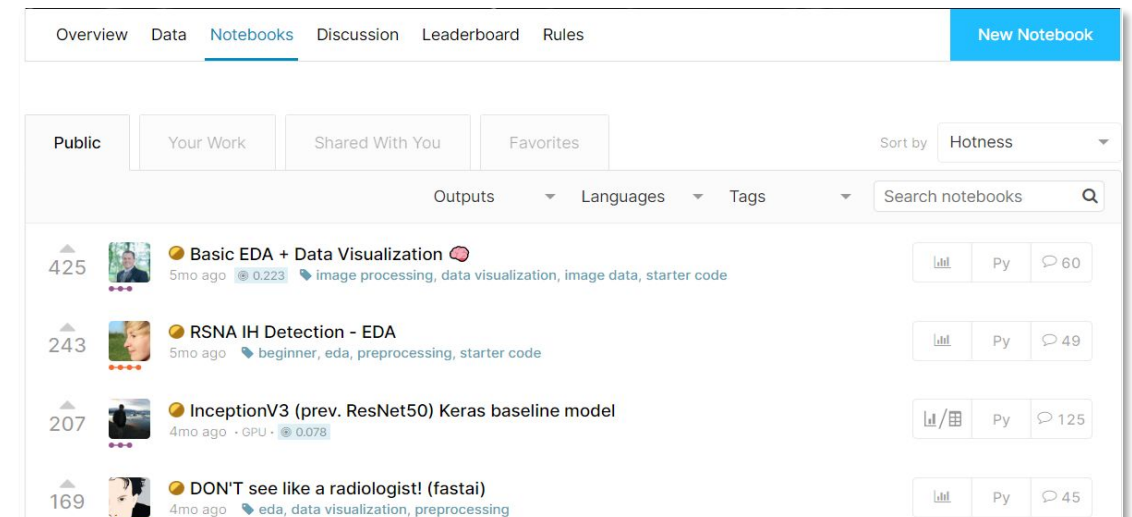 Overview Data Notebooks Discussion Leaderboard Rules New Notebook
Public Your Work Shared With You Favorites Sort by Hotness
Outputs Languages Tags Search notebooks
425 Basic EDA + Data Visualization 🧠
5mo ago 0.223 image processing, data visualization, image data, starter code
Py 60
243 RSNA IH Detection - EDA
5mo ago beginner, eda, preprocessing, starter code
Py 49
207 InceptionV3 (prev. ResNet50) Keras baseline model
4mo ago · GPU · 0.078
Py 125
169 DON'T see like a radiologist! (fastai)
4mo ago eda, data visualization, preprocessing
Py 45